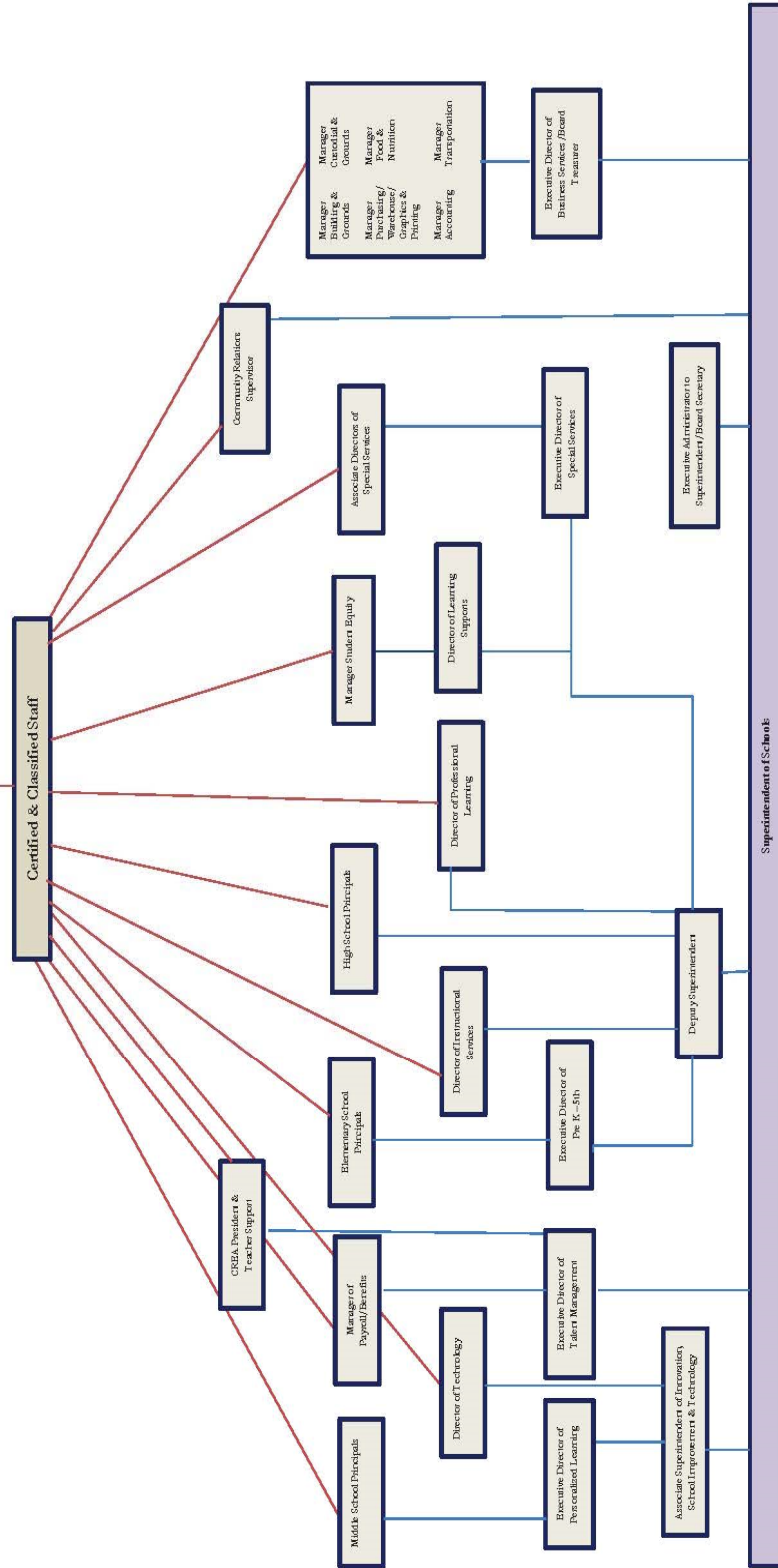 Certified & Classified Staff
Community Relations
Supervisor
CREA President &
Teacher Support
Middle School Principals
Manager of
Payroll/Benefits
Elementary School
Principals
High School Principals
Manager Student Equity
Associate Directors of
Special Services
Manager
Building &
Grounds
Manager
Custodial &
Grounds
Manager
Purchasing/
Warehouse/
Graphics &
Printing
Manager
Food &
Nutrition
Manager
Accounting
Manager
Transportation
Director of Technology
Director of Instructional
Services
Director of Professional
Learning
Director of Learning
Supports
Executive Director of
Personalized Learning
Executive Director of
Talent Management
Executive Director of
Pre K – 5th
Executive Director of
Special Services
Executive Director of
Business Services/Board
Treasurer
Associate Superintendent of Innovation,
School Improvement & Technology
Deputy Superintendent
Executive Administrator to
Superintendent/Board Secretary
Superintendent of Schools